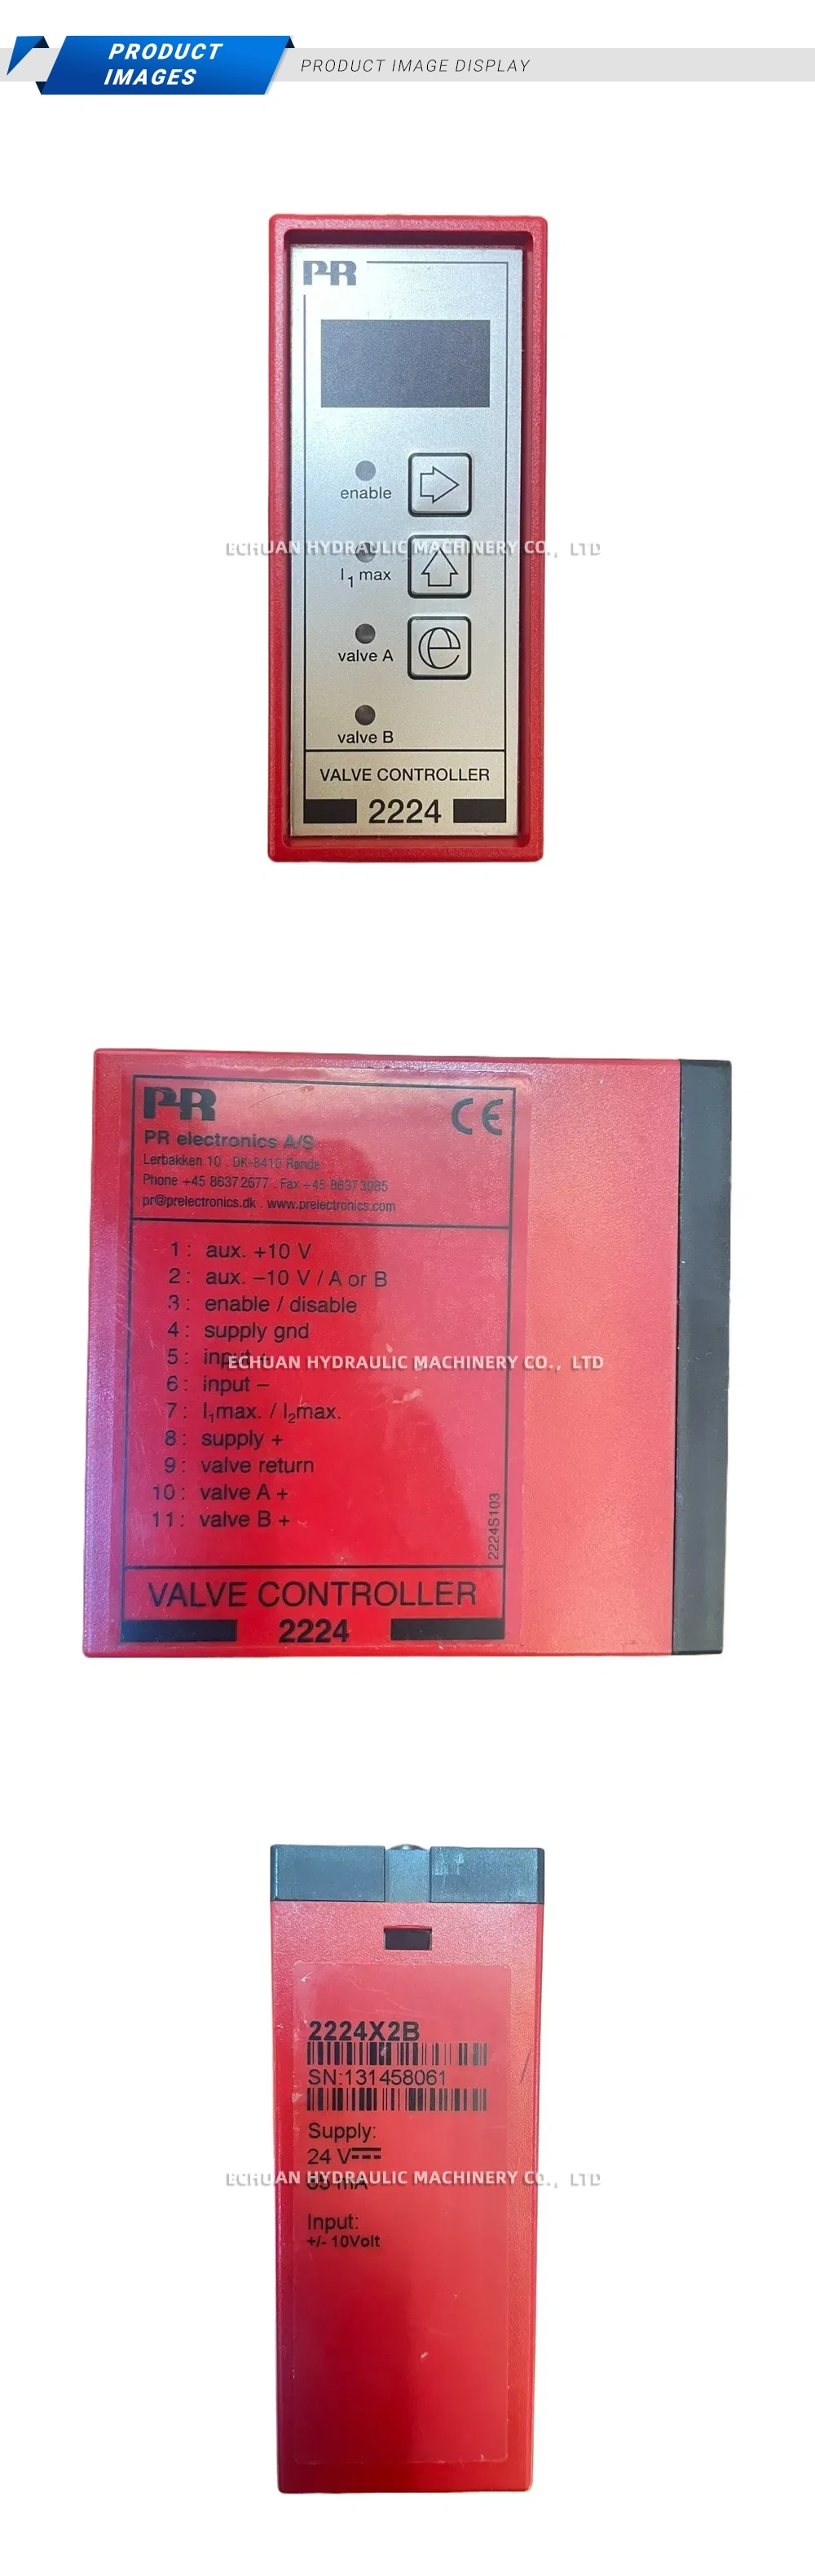 PRODUCT
IMAGES
PRODUCT IMAGE DISPLAY
PR
enable
ECHUAN HYDRAULIC MACHINERY CO., LTD
I1 max
valve A
valve B
VALVE CONTROLLER
2224
PR
CE
PR electronics A/S
Lerbakken 10 . DK-8410 Rønde
Phone +45 8637 2677 . Fax +45 8637 3085
pr@prelectronics.dk . www.prelectronics.com
1: aux. +10 V
2: aux. –10 V / A or B
3: enable / disable
4: supply gnd
5: input
ECHUAN HYDRAULIC MACHINERY CO., LTD
6: input –
7: I1max. / I2max.
8: supply +
9: valve return
10: valve A +
11: valve B +
2224S103
VALVE CONTROLLER
2224
2224X2B
SN:131458061
Supply:
24 V
ECHUAN HYDRAULIC MACHINERY CO., LTD
mA
Input:
+/- 10Volt